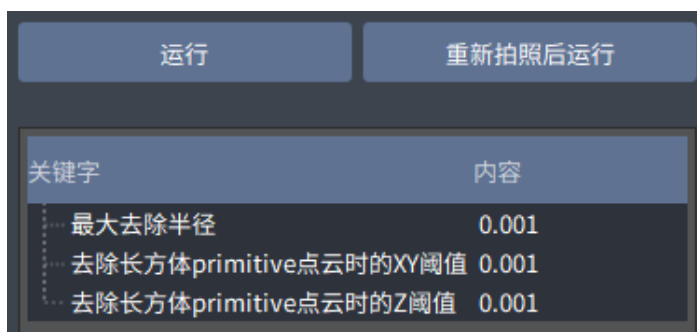 运行 重新拍照后运行
关键字 内容
最大去除半径 0.001
去除长方体primitive点云时的XY阈值 0.001
去除长方体primitive点云时的Z阈值 0.001